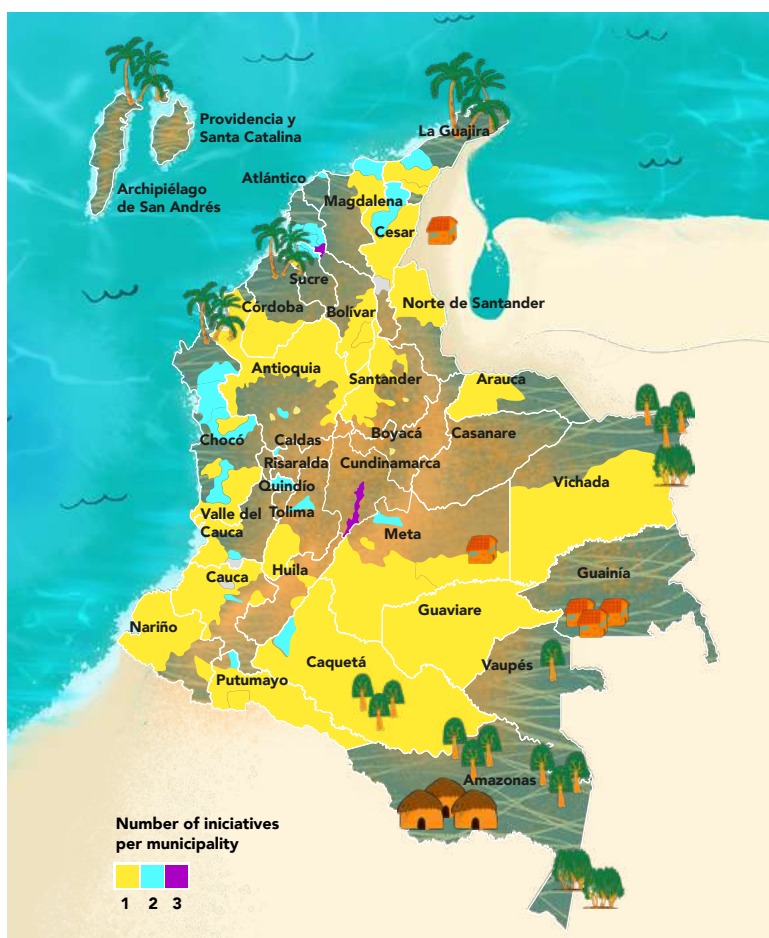 Providencia y
Santa Catalina
La Guajira
Archipiélago
de San Andrés
Atlántico
Magdalena
Cesar
Sucre
Córdoba
Bolívar
Norte de Santander
Antioquia
Santander
Arauca
Chocó
Caldas
Boyacá
Casanare
Risaralda
Cundinamarca
Quindío
Vichada
Valle del
Cauca
Tolima
Meta
Cauca
Huila
Guainía
Nariño
Guaviare
Caquetá
Vaupés
Putumayo
Amazonas
Number of iniciatives
per municipality
1 2 3